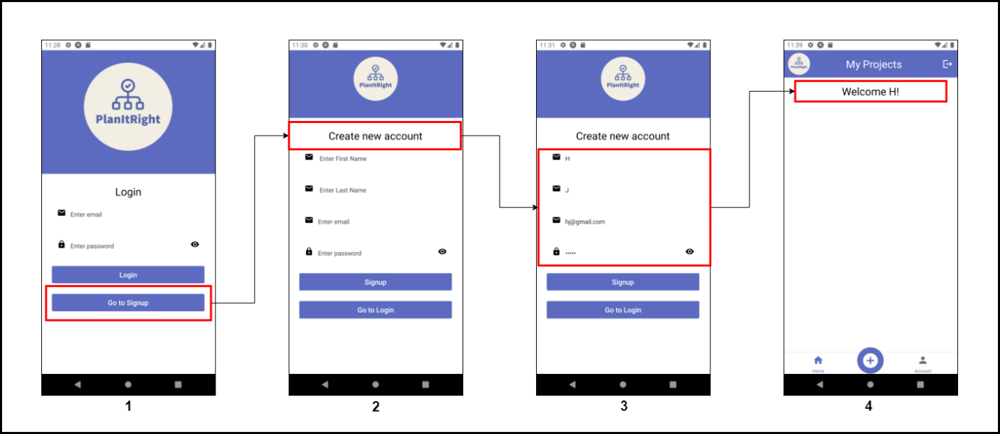 11:28
PlanItRight
Login
Enter email
Enter password
Login
Go to Signup
1
11:30
PlanItRight
Create new account
Enter First Name
Enter Last Name
Enter email
Enter password
Signup
Go to Login
2
11:31
PlanItRight
Create new account
H
J
hj@gmail.com
•••••
Signup
Go to Login
3
11:39
PlanItRight
My Projects
Welcome H!
Home
Account
4